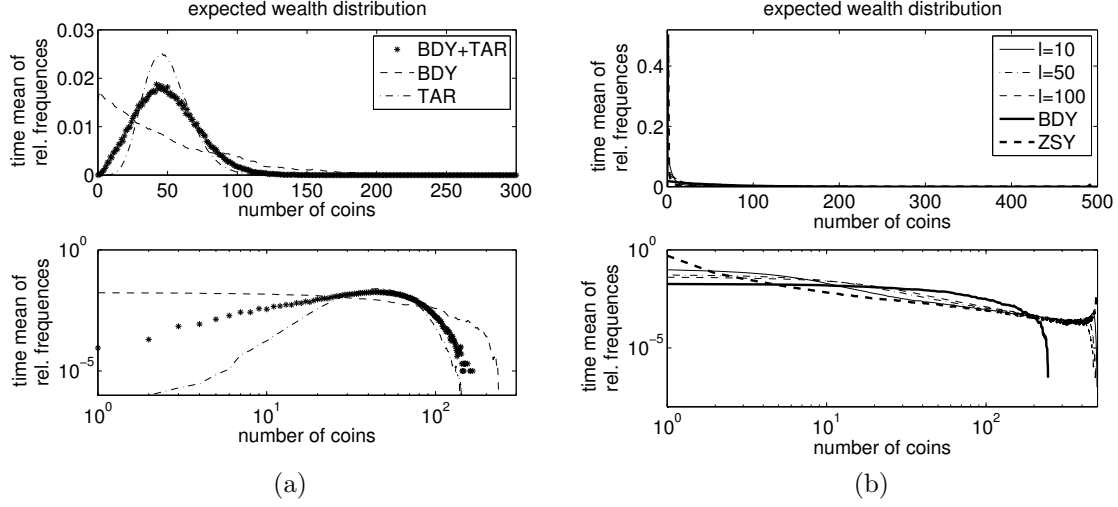 expected wealth distribution
0.03
0.02
0.01
0
time mean of
rel. frequences
BDY+TAR
BDY
TAR
0 50 100 150 200 250 300
number of coins
10^0
10^-5
time mean of
rel. frequences
10^0 10^1 10^2
number of coins
(a)
expected wealth distribution
0.4
0.2
0
time mean of
rel. frequences
I=10
I=50
I=100
BDY
ZSY
0 100 200 300 400 500
number of coins
10^0
10^-5
time mean of
rel. frequences
10^0 10^1 10^2
number of coins
(b)